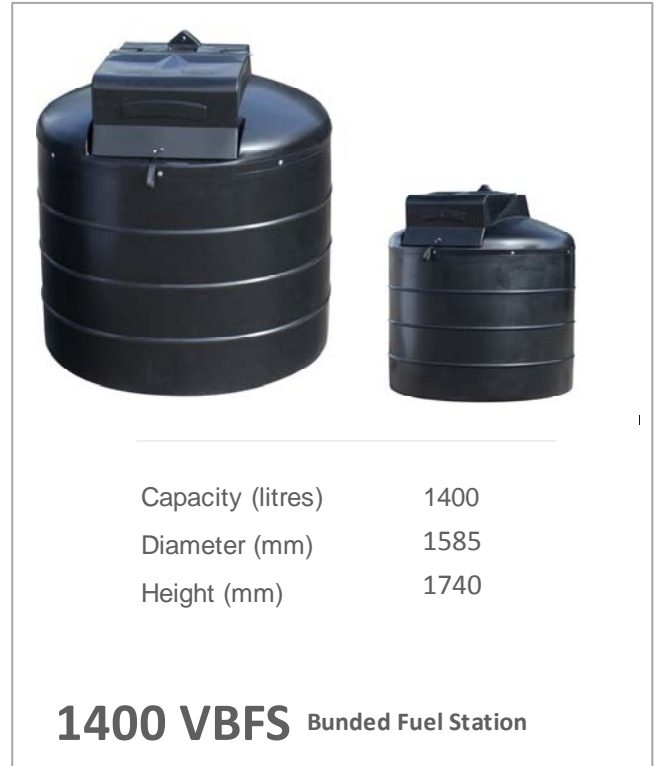 Capacity (litres) 1400
Diameter (mm) 1585
Height (mm) 1740
1400 VBFS Bunded Fuel Station